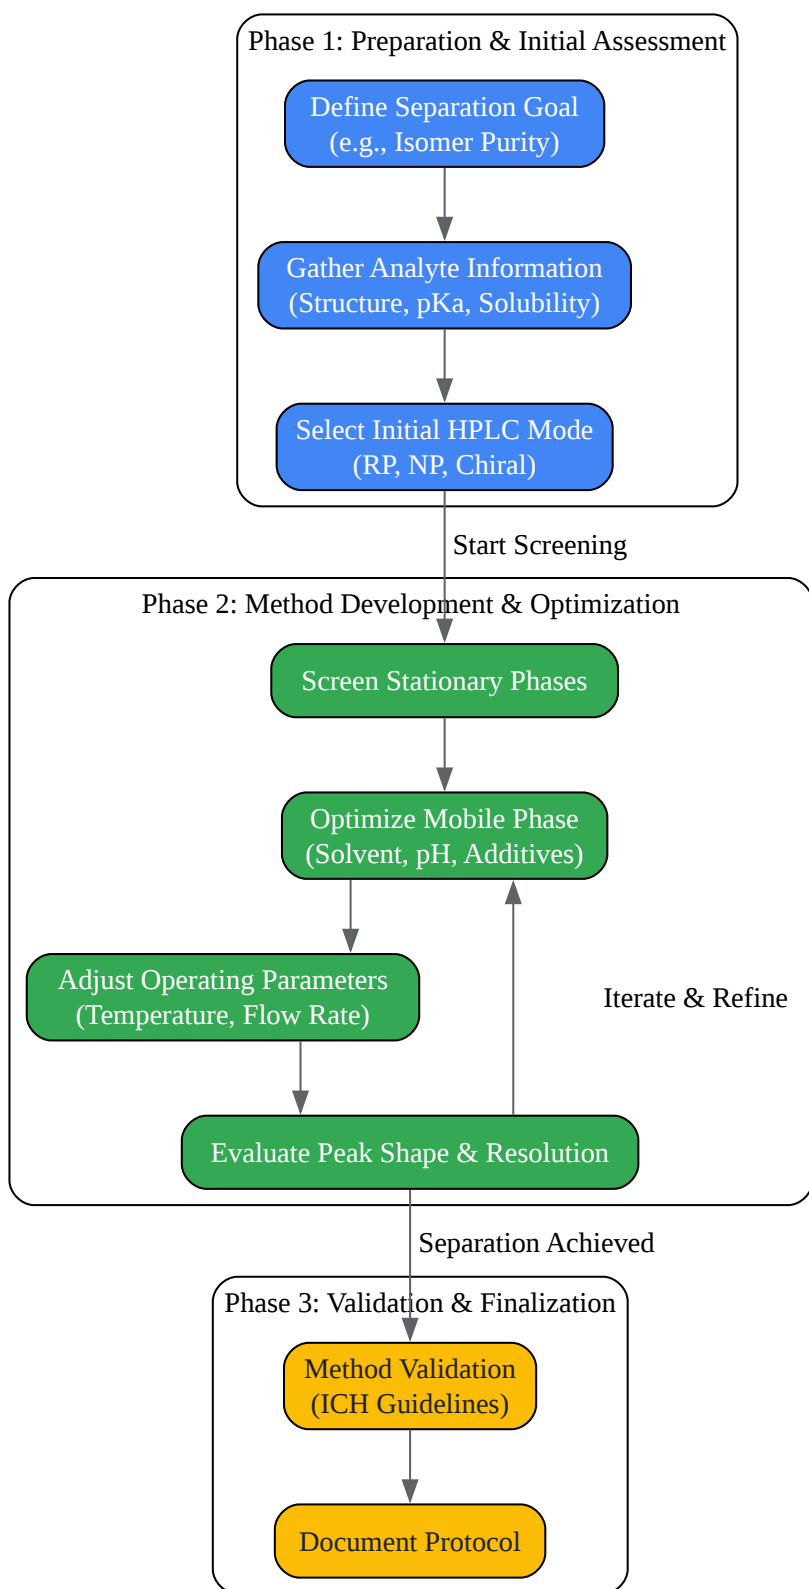 Phase 1: Preparation & Initial Assessment
Define Separation Goal
(e.g., Isomer Purity)
Gather Analyte Information
(Structure, pKa, Solubility)
Select Initial HPLC Mode
(RP, NP, Chiral)
Start Screening
Phase 2: Method Development & Optimization
Screen Stationary Phases
Optimize Mobile Phase
(Solvent, pH, Additives)
Adjust Operating Parameters
(Temperature, Flow Rate)
Iterate & Refine
Evaluate Peak Shape & Resolution
Separation Achieved
Phase 3: Validation & Finalization
Method Validation
(ICH Guidelines)
Document Protocol